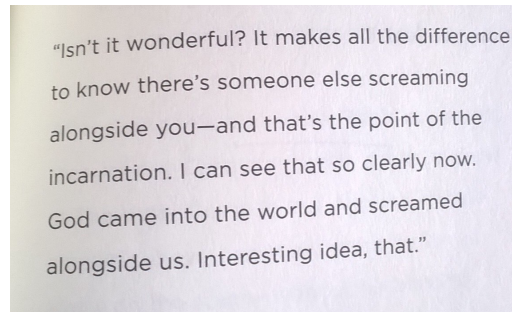 “Isn’t it wonderful? It makes all the difference
to know there’s someone else screaming
alongside you—and that’s the point of the
incarnation. I can see that so clearly now.
God came into the world and screamed
alongside us. Interesting idea, that.”